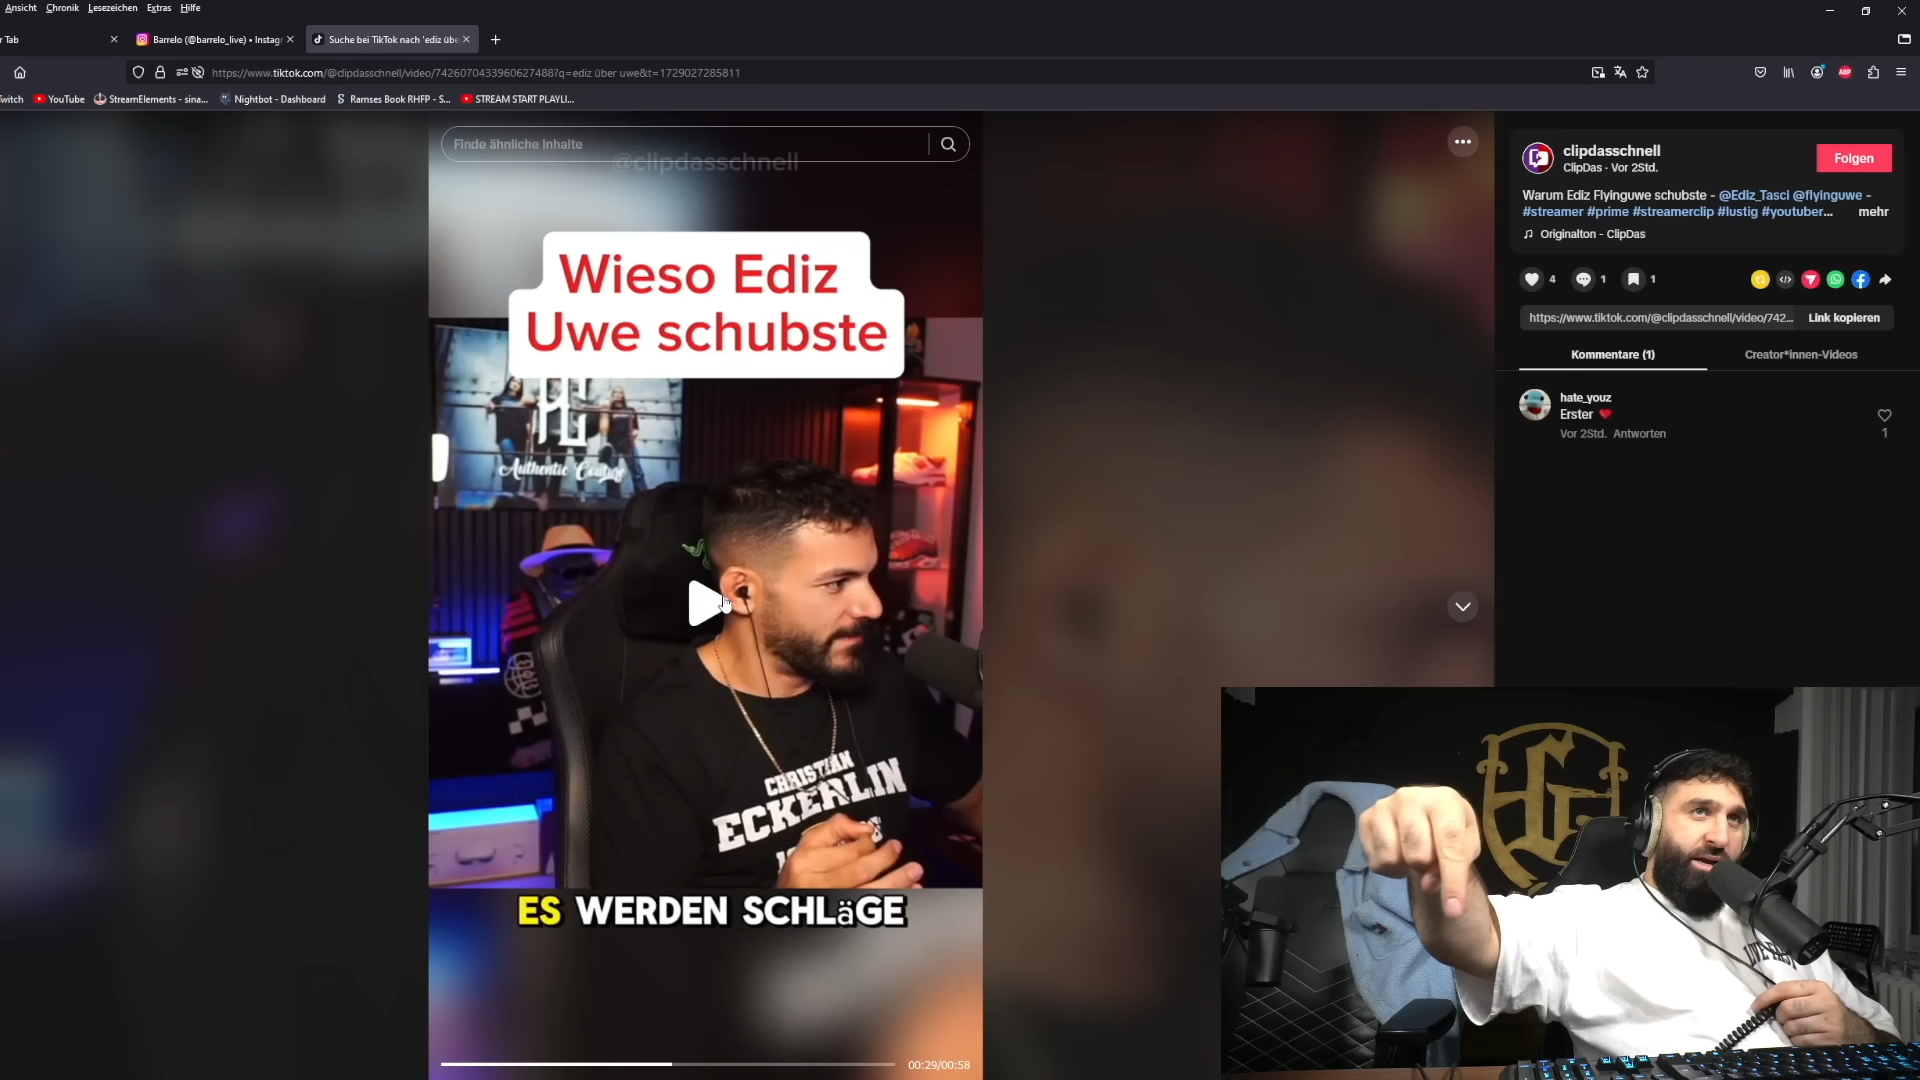 Ansicht Chronik Lesezeichen Extras Hilfe
r Tab
Barrelo (@barrelo_live) • Instag
Suche bei TikTok nach 'ediz übe
https://www.tiktok.com/@clipdasschnell/video/7426070433960627488?q=ediz über uwe&t=1729027285811
ABP
Twitch
YouTube
StreamElements - sina...
Nightbot - Dashboard
Ramses Book RHFP - S...
STREAM START PLAYLI...
Finde ähnliche Inhalte
@clipdasschnell
Wieso Ediz
Uwe schubste
Authentic Couture
CHRISTIAN
ECKERLIN
ES WERDEN SCHLäGE
00:29/00:58
clipdasschnell
ClipDas · Vor 2Std.
Folgen
Warum Ediz Flyinguwe schubste - @Ediz_Tasci @flyinguwe -
#streamer #prime #streamerclip #lustig #youtuber...
mehr
Originalton - ClipDas
4
1
1
https://www.tiktok.com/@clipdasschnell/video/742...
Link kopieren
Kommentare (1)
Creator*innen-Videos
hate_youz
Erster ❤️
Vor 2Std. Antworten
1